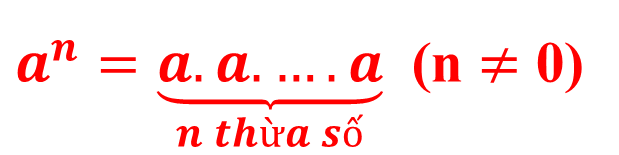 aⁿ = a. a. ... . a (n ≠ 0)
n thừa số